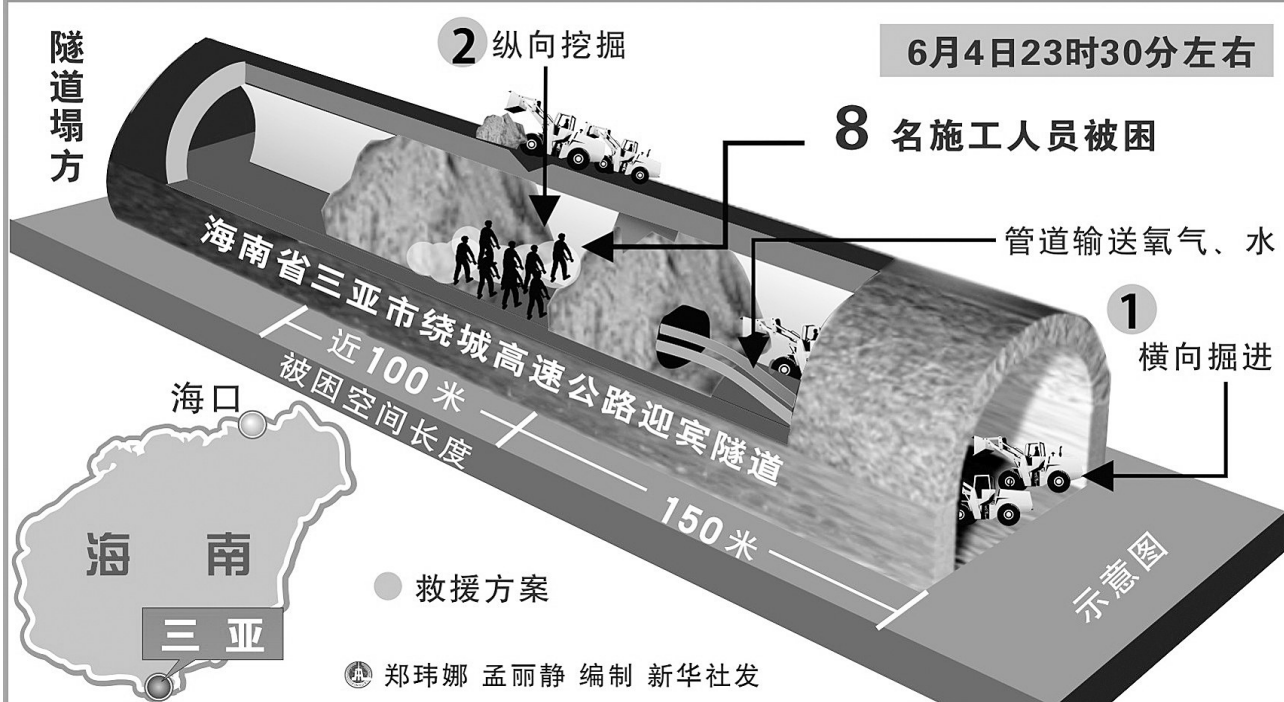 隧道塌方
② 纵向挖掘
6月4日23时30分左右
8名施工人员被困
管道输送氧气、水
① 横向掘进
海南省三亚市绕城高速公路迎宾隧道
近100米
被困空间长度
150米
示意图
海口
海南
三亚
救援方案
郑玮娜 孟丽静 编制 新华社发